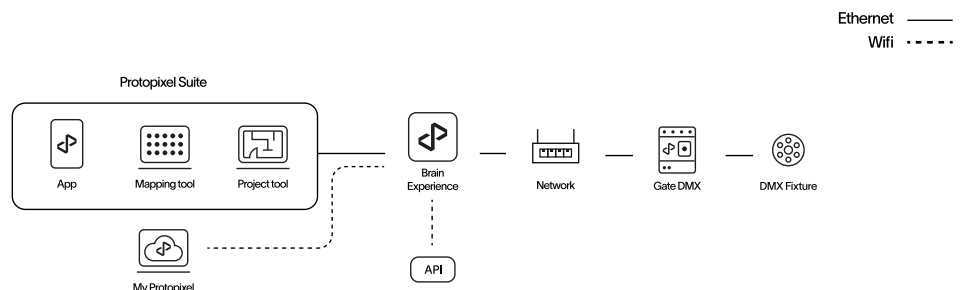 Ethernet
Wifi
Protopixel Suite
App
Mapping tool
Project tool
Brain
Experience
Network
Gate DMX
DMX Fixture
API
My Protopixel